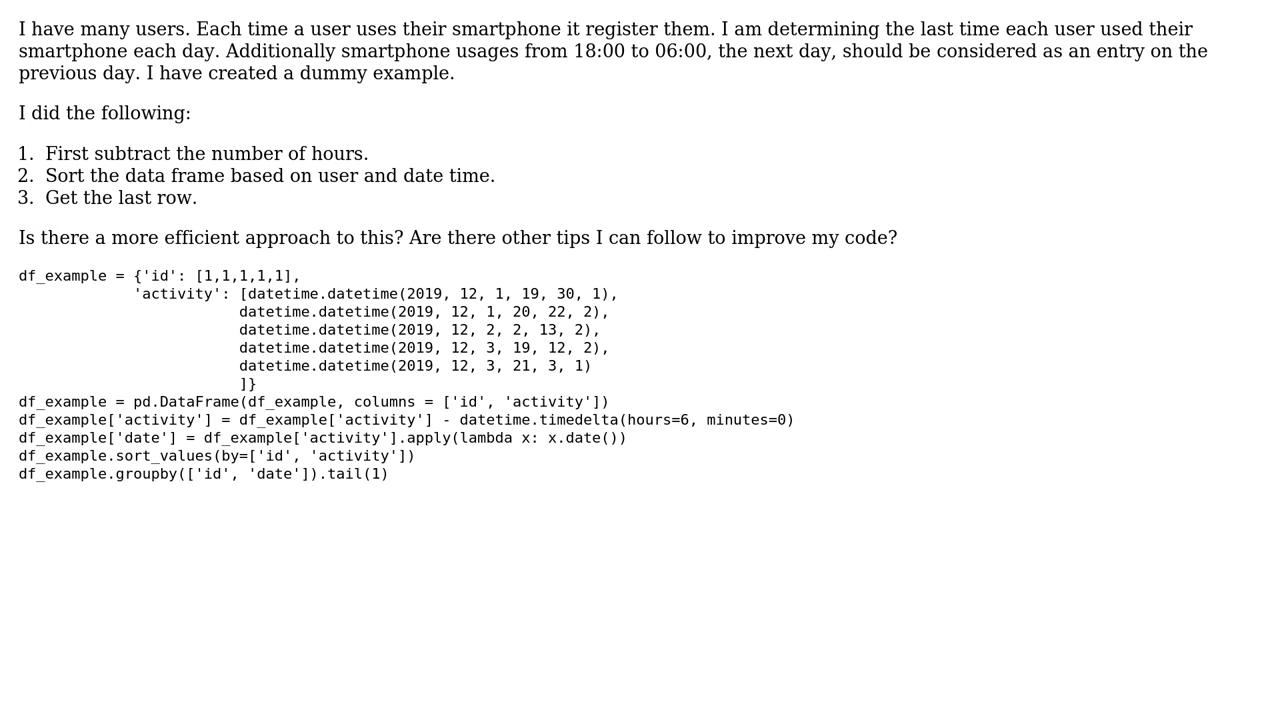 I have many users. Each time a user uses their smartphone it register them. I am determining the last time each user used their
smartphone each day. Additionally smartphone usages from 18:00 to 06:00, the next day, should be considered as an entry on the
previous day. I have created a dummy example.
I did the following:
1. First subtract the number of hours.
2. Sort the data frame based on user and date time.
3. Get the last row.
Is there a more efficient approach to this? Are there other tips I can follow to improve my code?
df_example = {'id': [1,1,1,1,1],
             'activity': [datetime.datetime(2019, 12, 1, 19, 30, 1),
                         datetime.datetime(2019, 12, 1, 20, 22, 2),
                         datetime.datetime(2019, 12, 2, 2, 13, 2),
                         datetime.datetime(2019, 12, 3, 19, 12, 2),
                         datetime.datetime(2019, 12, 3, 21, 3, 1)
                         ]}
df_example = pd.DataFrame(df_example, columns = ['id', 'activity'])
df_example['activity'] = df_example['activity'] - datetime.timedelta(hours=6, minutes=0)
df_example['date'] = df_example['activity'].apply(lambda x: x.date())
df_example.sort_values(by=['id', 'activity'])
df_example.groupby(['id', 'date']).tail(1)